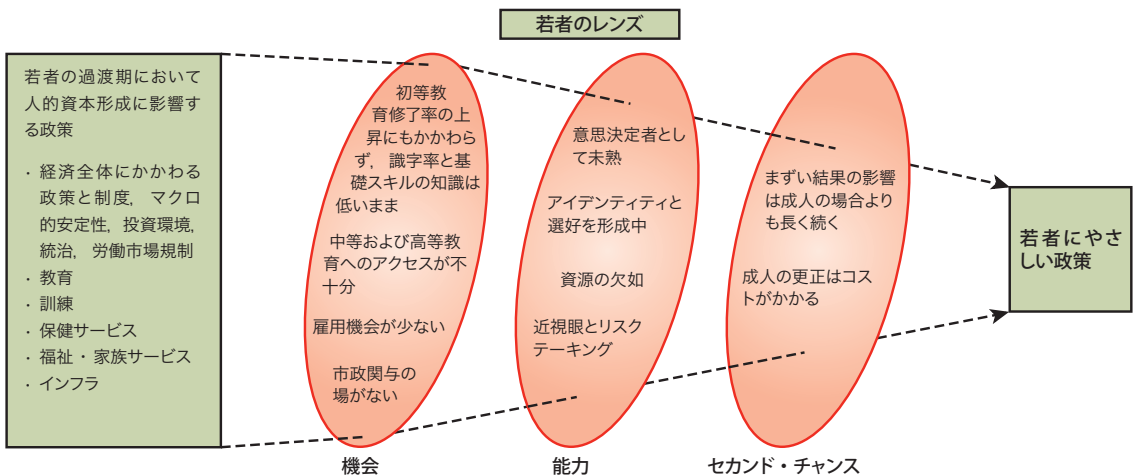 若者のレンズ
若者の過渡期において
人的資本形成に影響す
る政策
・ 経済全体にかかわる
政策と制度，マクロ
的安定性，投資環境，
統治，労働市場規制
・ 教育
・ 訓練
・ 保健サービス
・ 福祉・家族サービス
・ インフラ
初等教
育修了率の上
昇にもかかわら
ず，識字率と基
礎スキルの知識は
低いまま
中等および高等教
育へのアクセスが不
十分
雇用機会が少ない
市政関与の
場がない
機会
意思決定者とし
て未熟
アイデンティティと
選好を形成中
資源の欠如
近視眼とリスク
テーキング
能力
まずい結果の影響
は成人の場合より
も長く続く
成人の更正はコス
トがかかる
セカンド・チャンス
若者にやさ
しい政策